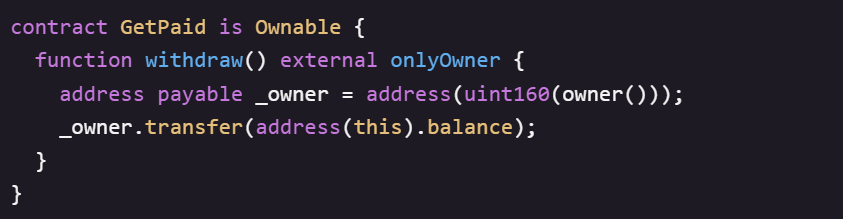 contract GetPaid is Ownable {
  function withdraw() external onlyOwner {
    address payable _owner = address(uint160(owner()));
    _owner.transfer(address(this).balance);
  }
}